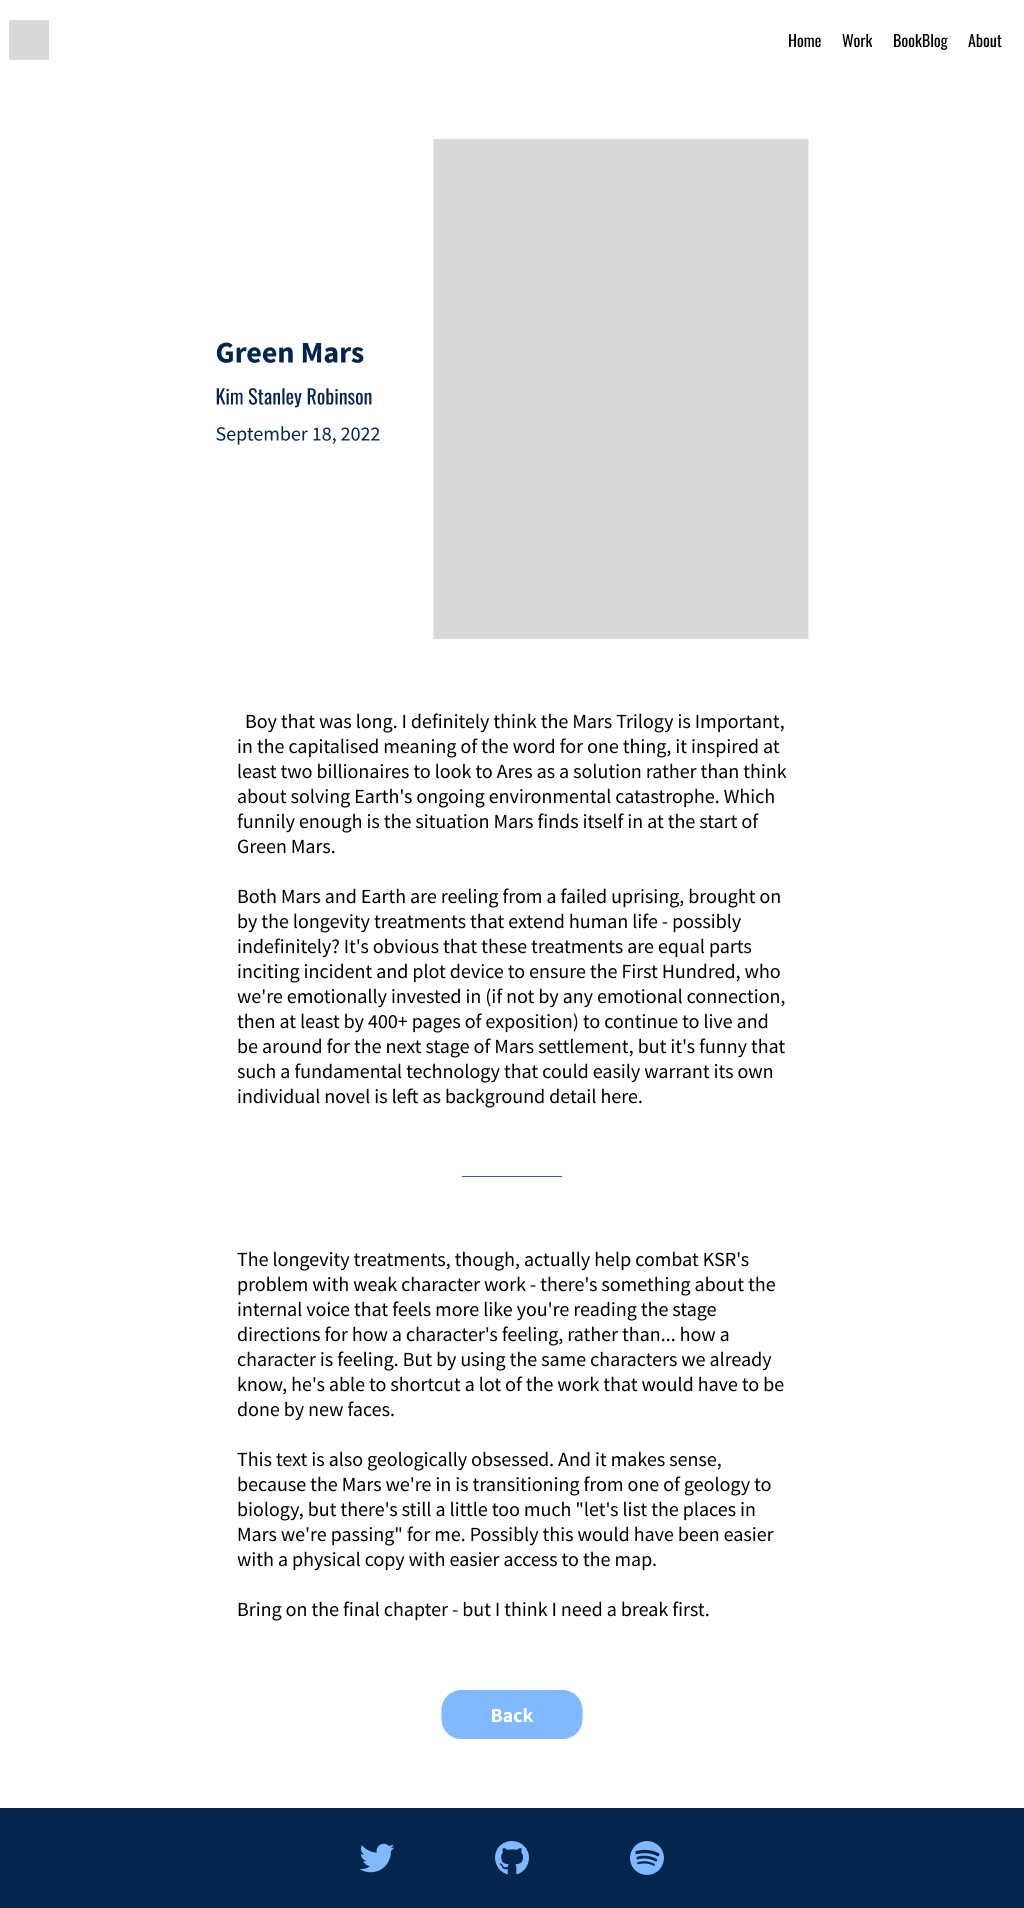 Home Work BookBlog About
Green Mars
Kim Stanley Robinson
September 18, 2022
Boy that was long. I definitely think the Mars Trilogy is Important,
in the capitalised meaning of the word for one thing, it inspired at
least two billionaires to look to Ares as a solution rather than think
about solving Earth's ongoing environmental catastrophe. Which
funnily enough is the situation Mars finds itself in at the start of
Green Mars.
Both Mars and Earth are reeling from a failed uprising, brought on
by the longevity treatments that extend human life - possibly
indefinitely? It's obvious that these treatments are equal parts
inciting incident and plot device to ensure the First Hundred, who
we're emotionally invested in (if not by any emotional connection,
then at least by 400+ pages of exposition) to continue to live and
be around for the next stage of Mars settlement, but it's funny that
such a fundamental technology that could easily warrant its own
individual novel is left as background detail here.
The longevity treatments, though, actually help combat KSR's
problem with weak character work - there's something about the
internal voice that feels more like you're reading the stage
directions for how a character's feeling, rather than... how a
character is feeling. But by using the same characters we already
know, he's able to shortcut a lot of the work that would have to be
done by new faces.
This text is also geologically obsessed. And it makes sense,
because the Mars we're in is transitioning from one of geology to
biology, but there's still a little too much "let's list the places in
Mars we're passing" for me. Possibly this would have been easier
with a physical copy with easier access to the map.
Bring on the final chapter - but I think I need a break first.
Back